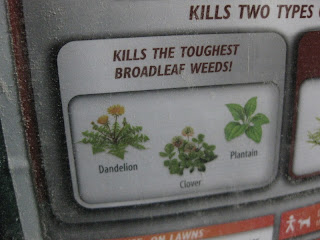 KILLS TWO TYPES
KILLS THE TOUGHEST
BROADLEAF WEEDS!
Dandelion
Clover
Plantain
ON LAWNS